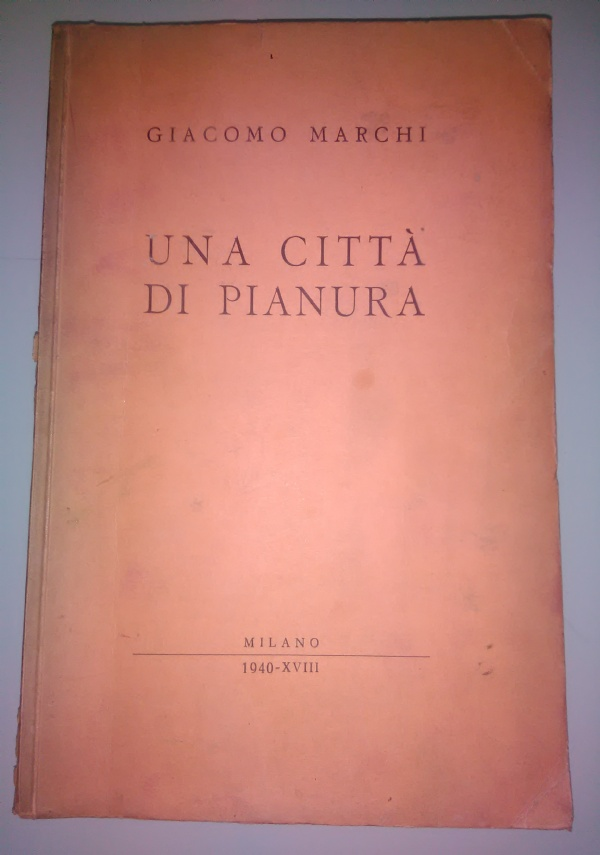 GIACOMO MARCHI
UNA CITTÀ
DI PIANURA
MILANO
1940-XVIII